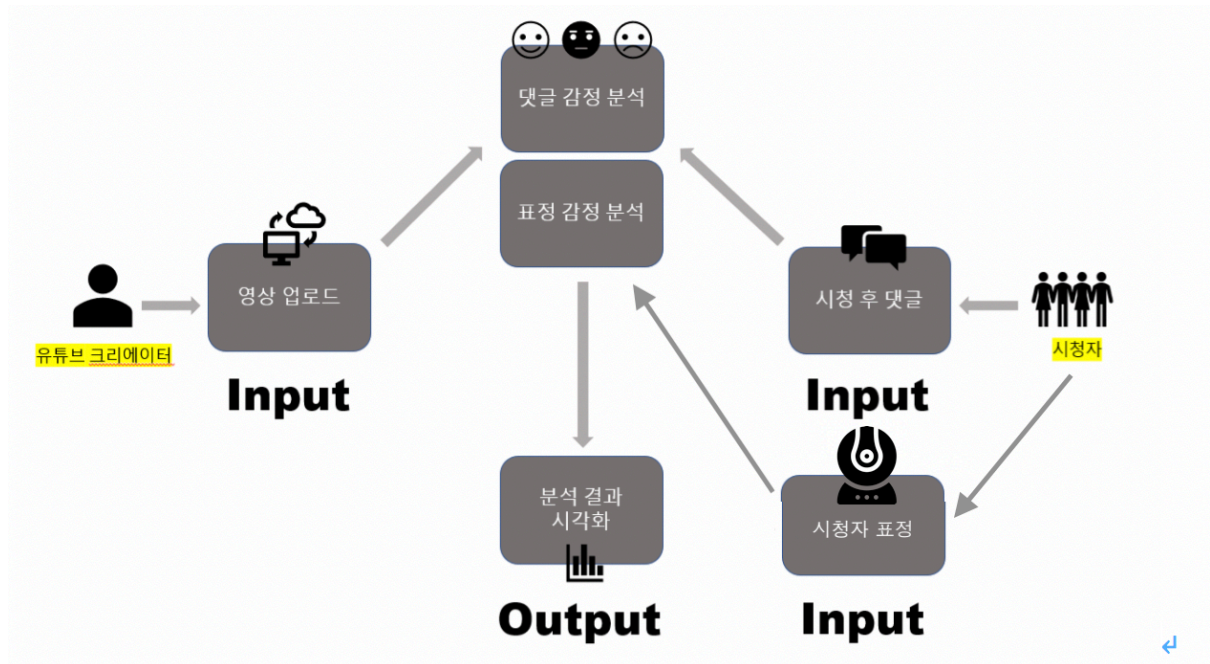 댓글 감정 분석
표정 감정 분석
영상 업로드
유튜브 크리에이터
Input
시청 후 댓글
시청자
Input
분석 결과
시각화
Output
시청자 표정
Input